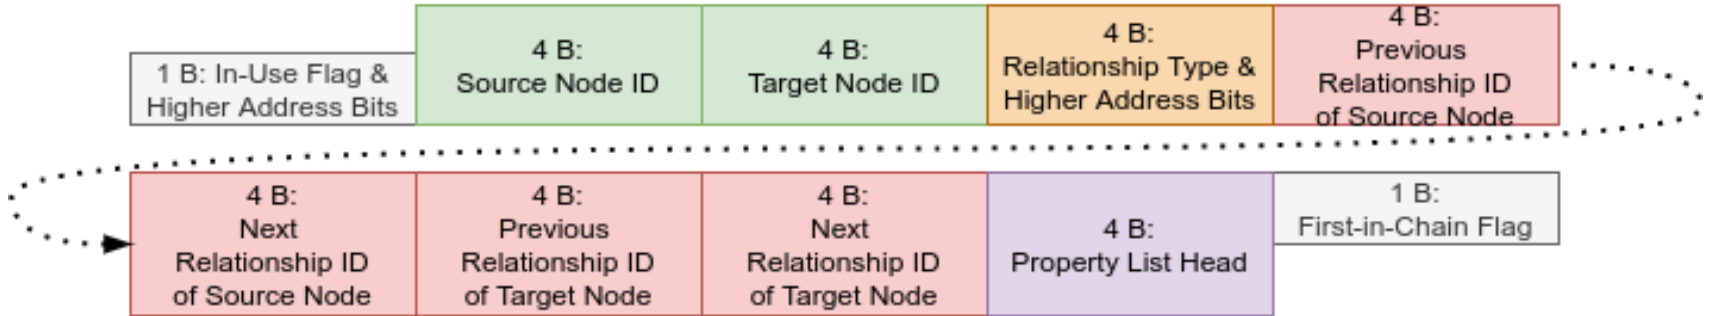 1 B: In-Use Flag &
Higher Address Bits
4 B:
Source Node ID
4 B:
Target Node ID
4 B:
Relationship Type &
Higher Address Bits
4 B:
Previous
Relationship ID
of Source Node
4 B:
Next
Relationship ID
of Source Node
4 B:
Previous
Relationship ID
of Target Node
4 B:
Next
Relationship ID
of Target Node
4 B:
Property List Head
1 B:
First-in-Chain Flag